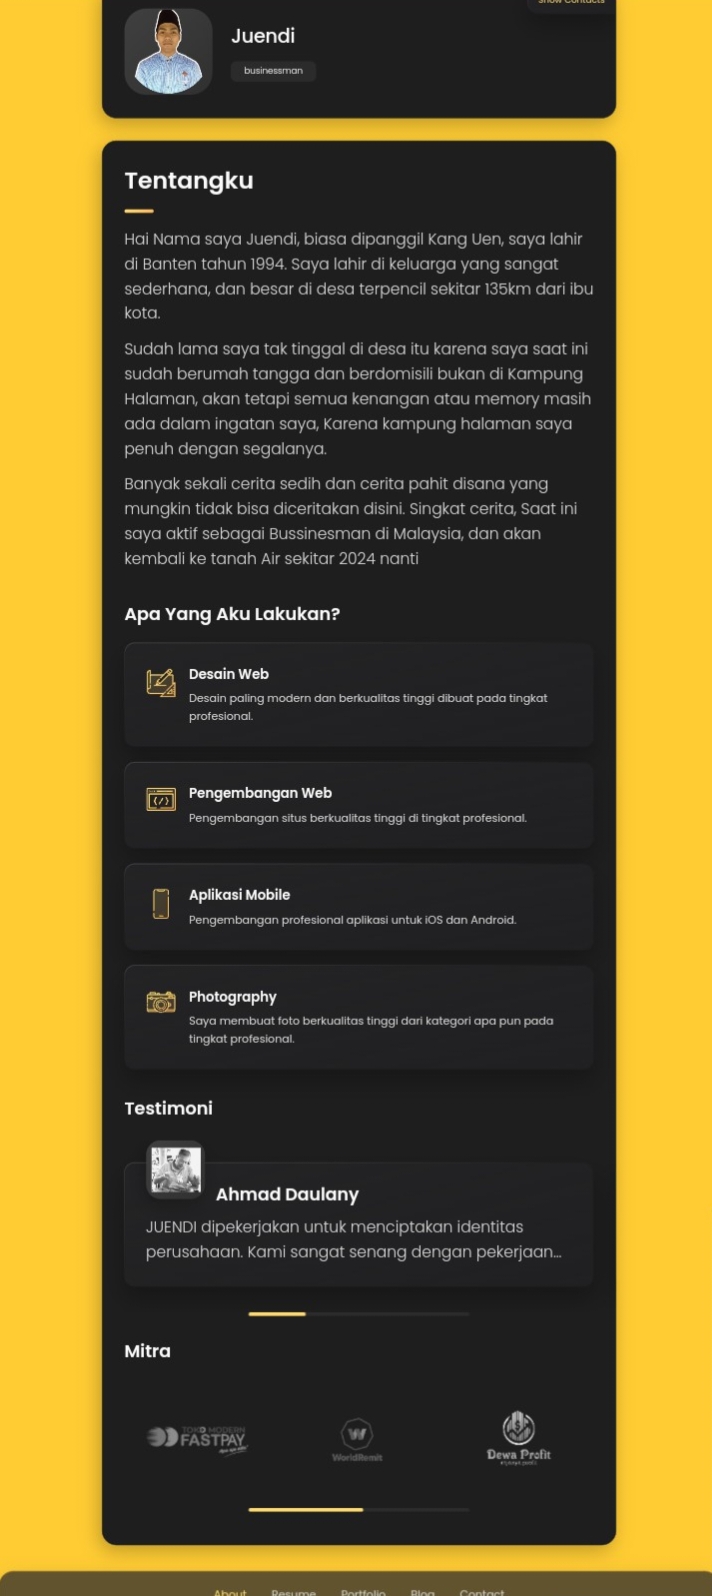 Show Contacts
Juendi
businessman
Tentangku
Hai Nama saya Juendi, biasa dipanggil Kang Uen, saya lahir
di Banten tahun 1994. Saya lahir di keluarga yang sangat
sederhana, dan besar di desa terpencil sekitar 135km dari ibu
kota.
Sudah lama saya tak tinggal di desa itu karena saya saat ini
sudah berumah tangga dan berdomisili bukan di Kampung
Halaman, akan tetapi semua kenangan atau memory masih
ada dalam ingatan saya, Karena kampung halaman saya
penuh dengan segalanya.
Banyak sekali cerita sedih dan cerita pahit disana yang
mungkin tidak bisa diceritakan disini. Singkat cerita, Saat ini
saya aktif sebagai Bussinesman di Malaysia, dan akan
kembali ke tanah Air sekitar 2024 nanti
Apa Yang Aku Lakukan?
Desain Web
Desain paling modern dan berkualitas tinggi dibuat pada tingkat
profesional.
Pengembangan Web
Pengembangan situs berkualitas tinggi di tingkat profesional.
Aplikasi Mobile
Pengembangan profesional aplikasi untuk iOS dan Android.
Photography
Saya membuat foto berkualitas tinggi dari kategori apa pun pada
tingkat profesional.
Testimoni
Ahmad Daulany
JUENDI dipekerjakan untuk menciptakan identitas
perusahaan. Kami sangat senang dengan pekerjaan...
Mitra
TOKO MODERN
FASTPAY
WorldRemit
Dewa Profit
About Resume Portfolio Blog Contact